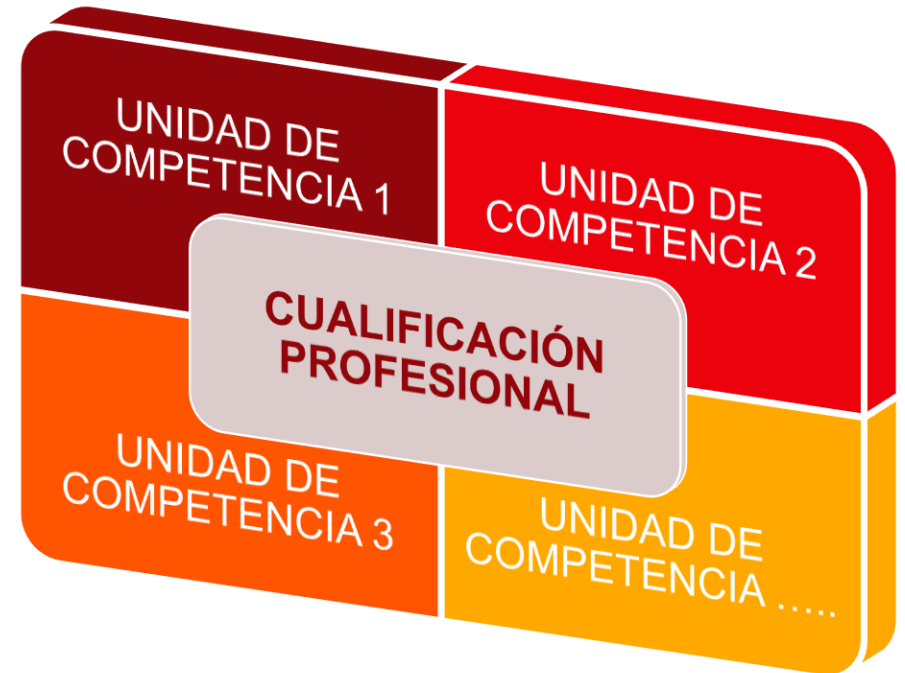 UNIDAD DE
COMPETENCIA 1
UNIDAD DE
COMPETENCIA 2
CUALIFICACIÓN
PROFESIONAL
UNIDAD DE
COMPETENCIA 3
UNIDAD DE
COMPETENCIA .....